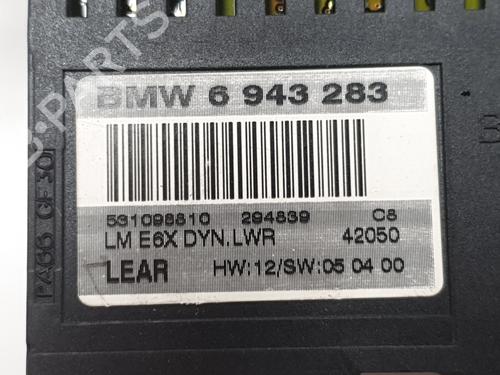 BMW 6 943 283
531098810 294839 C8
LM E6X DYN.LWR 42050
LEAR HW:12/SW:05 04 00
PA66 GF30
B-PARTS